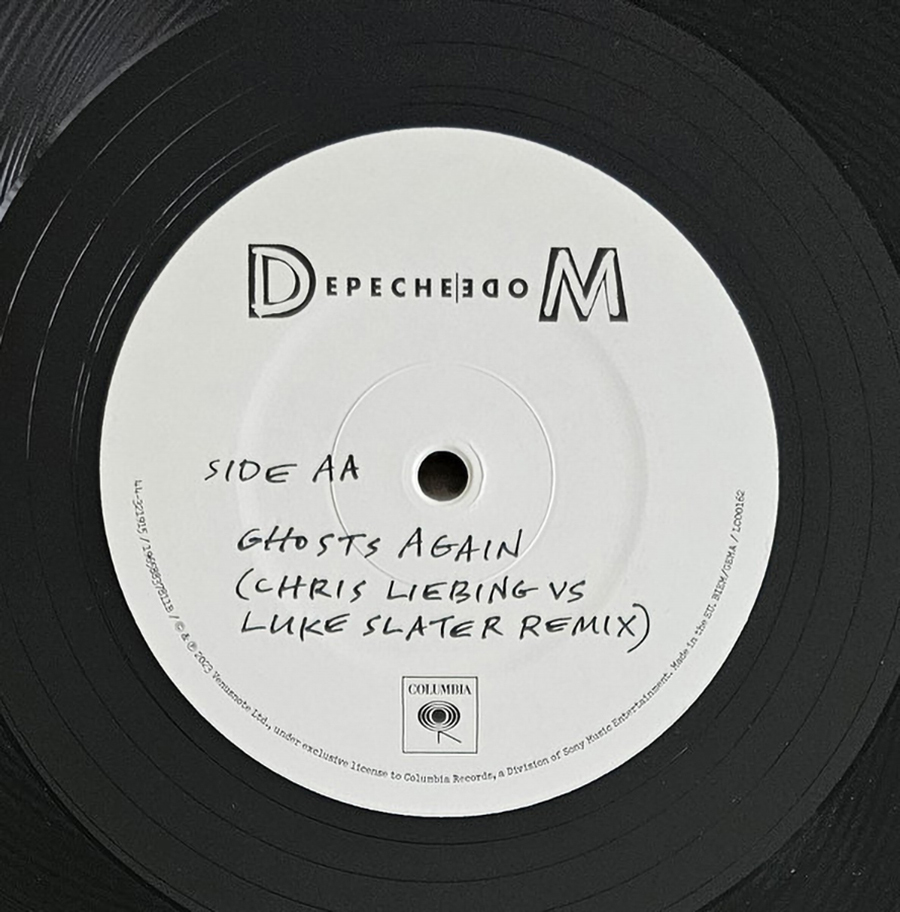 DEPECHE|ƎDOM
SIDE AA
GHOSTS AGAIN
(CHRIS LIEBING VS
LUKE SLATER REMIX)
COLUMBIA
© & ℗ 2023 Venusnote Ltd., under exclusive license to Columbia Records, a Division of Sony Music Entertainment. Made in the EU. BIEM/GEMA / LC00162